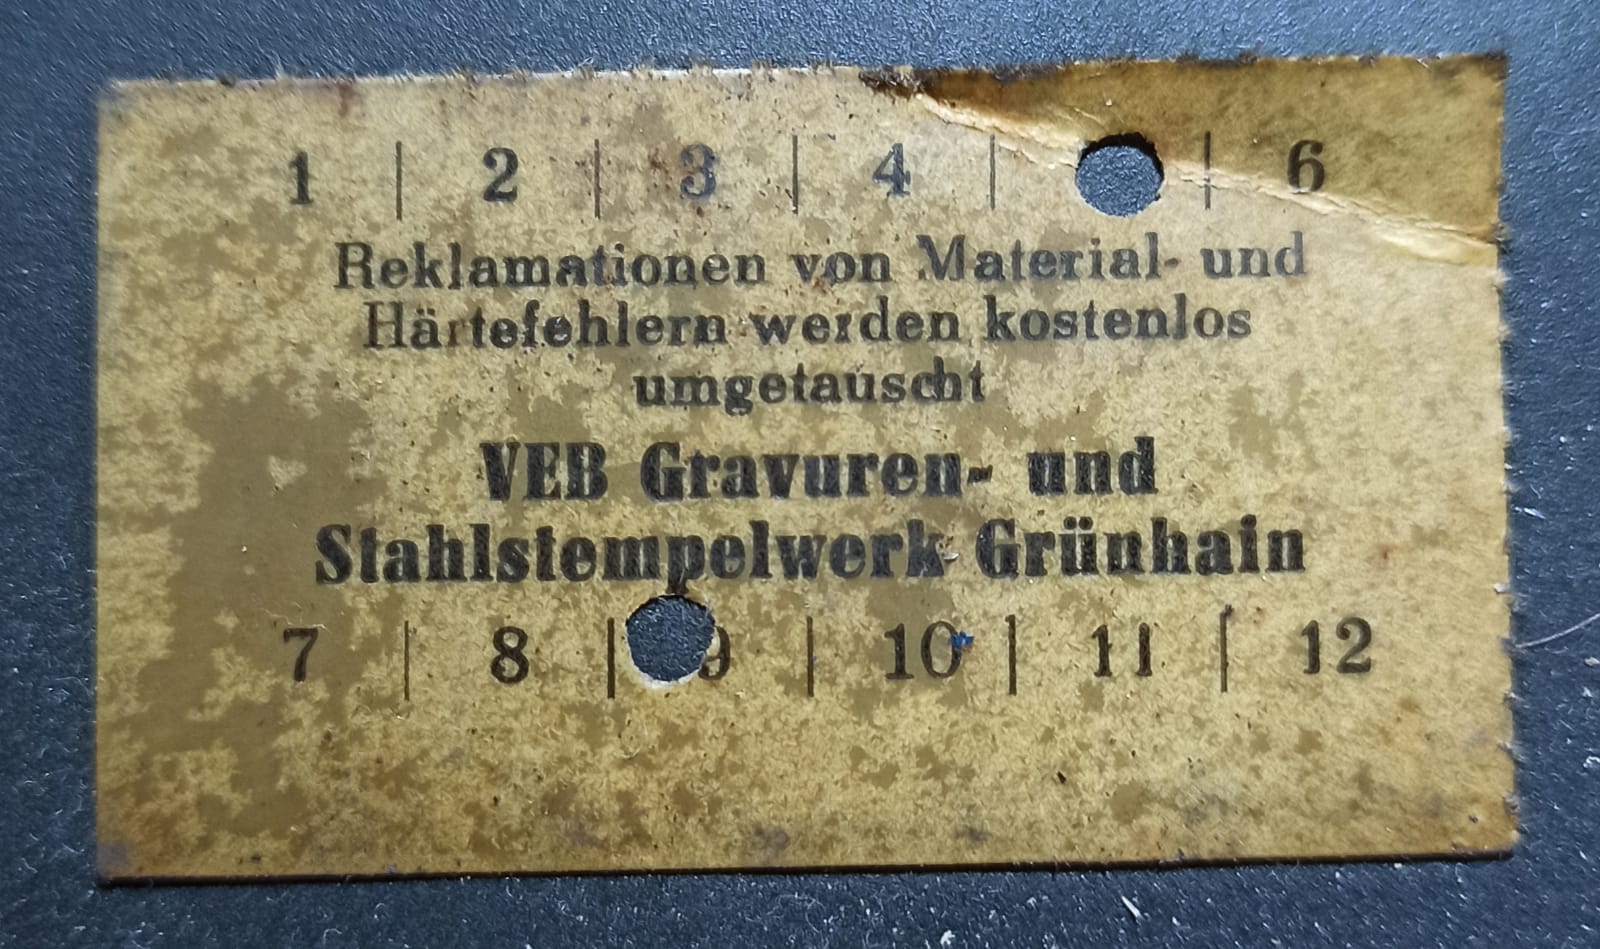 1 | 2 | 3 | 4 | | 6
Reklamationen von Material- und
Härtefehlern werden kostenlos
umgetauscht
VEB Gravuren- und
Stahlstempelwerk Grünhain
7 | 8 | 9 | 10 | 11 | 12